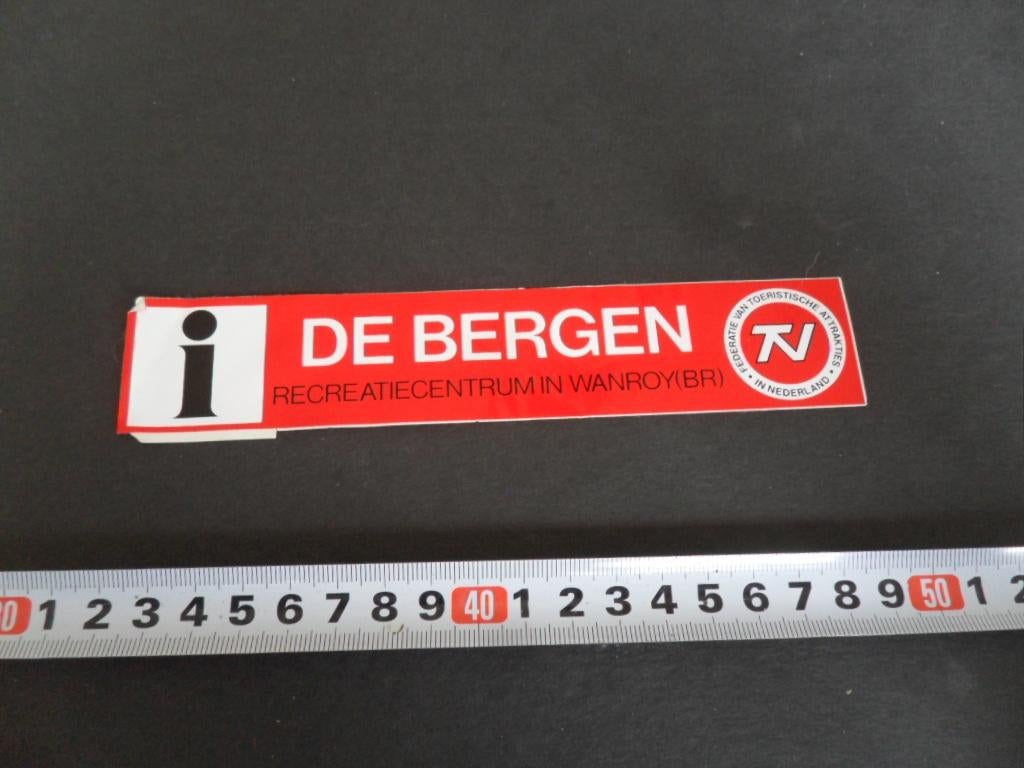 i
DE BERGEN
RECREATIECENTRUM IN WANROY(BR)
FEDERATIE VAN TOERISTISCHE ATTRAKTIES
• IN NEDERLAND •
TN
0 1 2 3 4 5 6 7 8 9 40 1 2 3 4 5 6 7 8 9 50 1 2